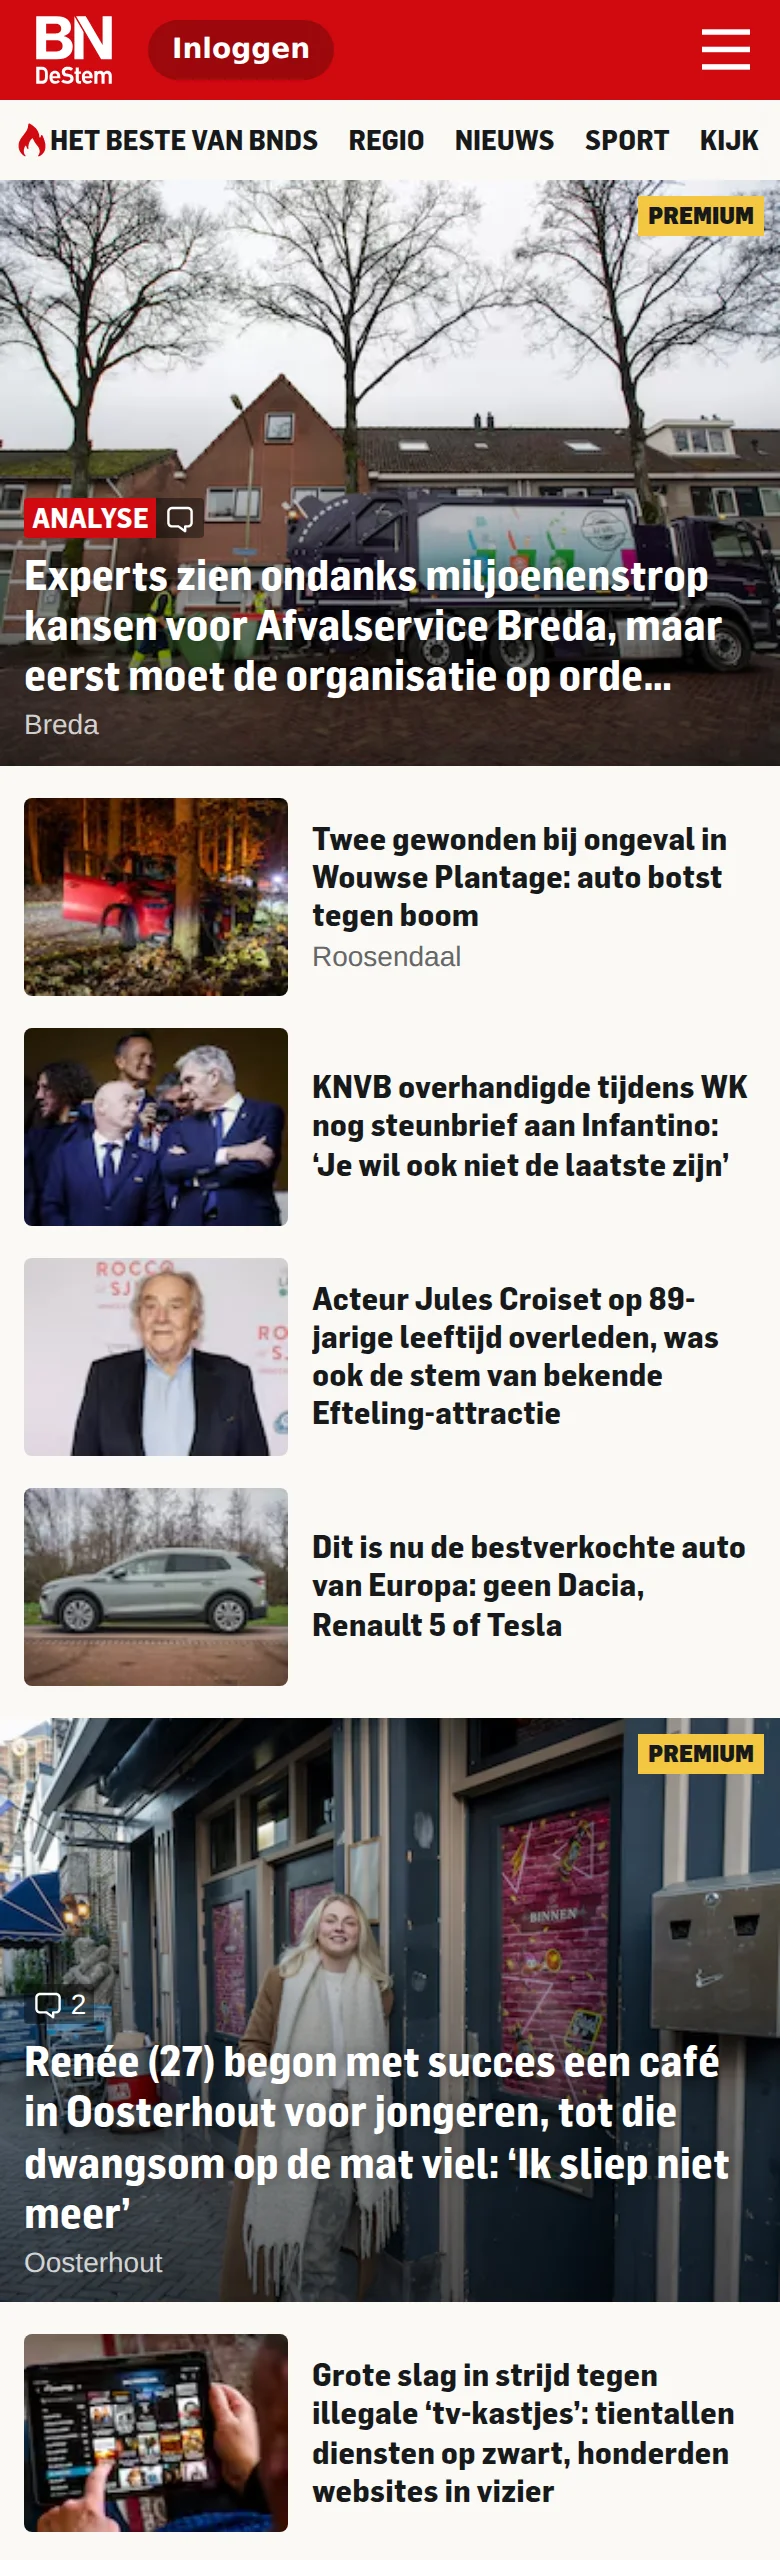 BN
DeStem
Inloggen
HET BESTE VAN BNDS
REGIO
NIEUWS
SPORT
KIJK
PREMIUM
ANALYSE
Experts zien ondanks miljoenenstrop
kansen voor Afvalservice Breda, maar
eerst moet de organisatie op orde...
Breda
Twee gewonden bij ongeval in
Wouwse Plantage: auto botst
tegen boom
Roosendaal
KNVB overhandigde tijdens WK
nog steunbrief aan Infantino:
‘Je wil ook niet de laatste zijn’
ROCCO
SJ
RO
S
Acteur Jules Croiset op 89-
jarige leeftijd overleden, was
ook de stem van bekende
Efteling-attractie
Dit is nu de bestverkochte auto
van Europa: geen Dacia,
Renault 5 of Tesla
PREMIUM
BINNEN
2
Renée (27) begon met succes een café
in Oosterhout voor jongeren, tot die
dwangsom op de mat viel: ‘Ik sliep niet
meer’
Oosterhout
Grote slag in strijd tegen
illegale ‘tv-kastjes’: tientallen
diensten op zwart, honderden
websites in vizier